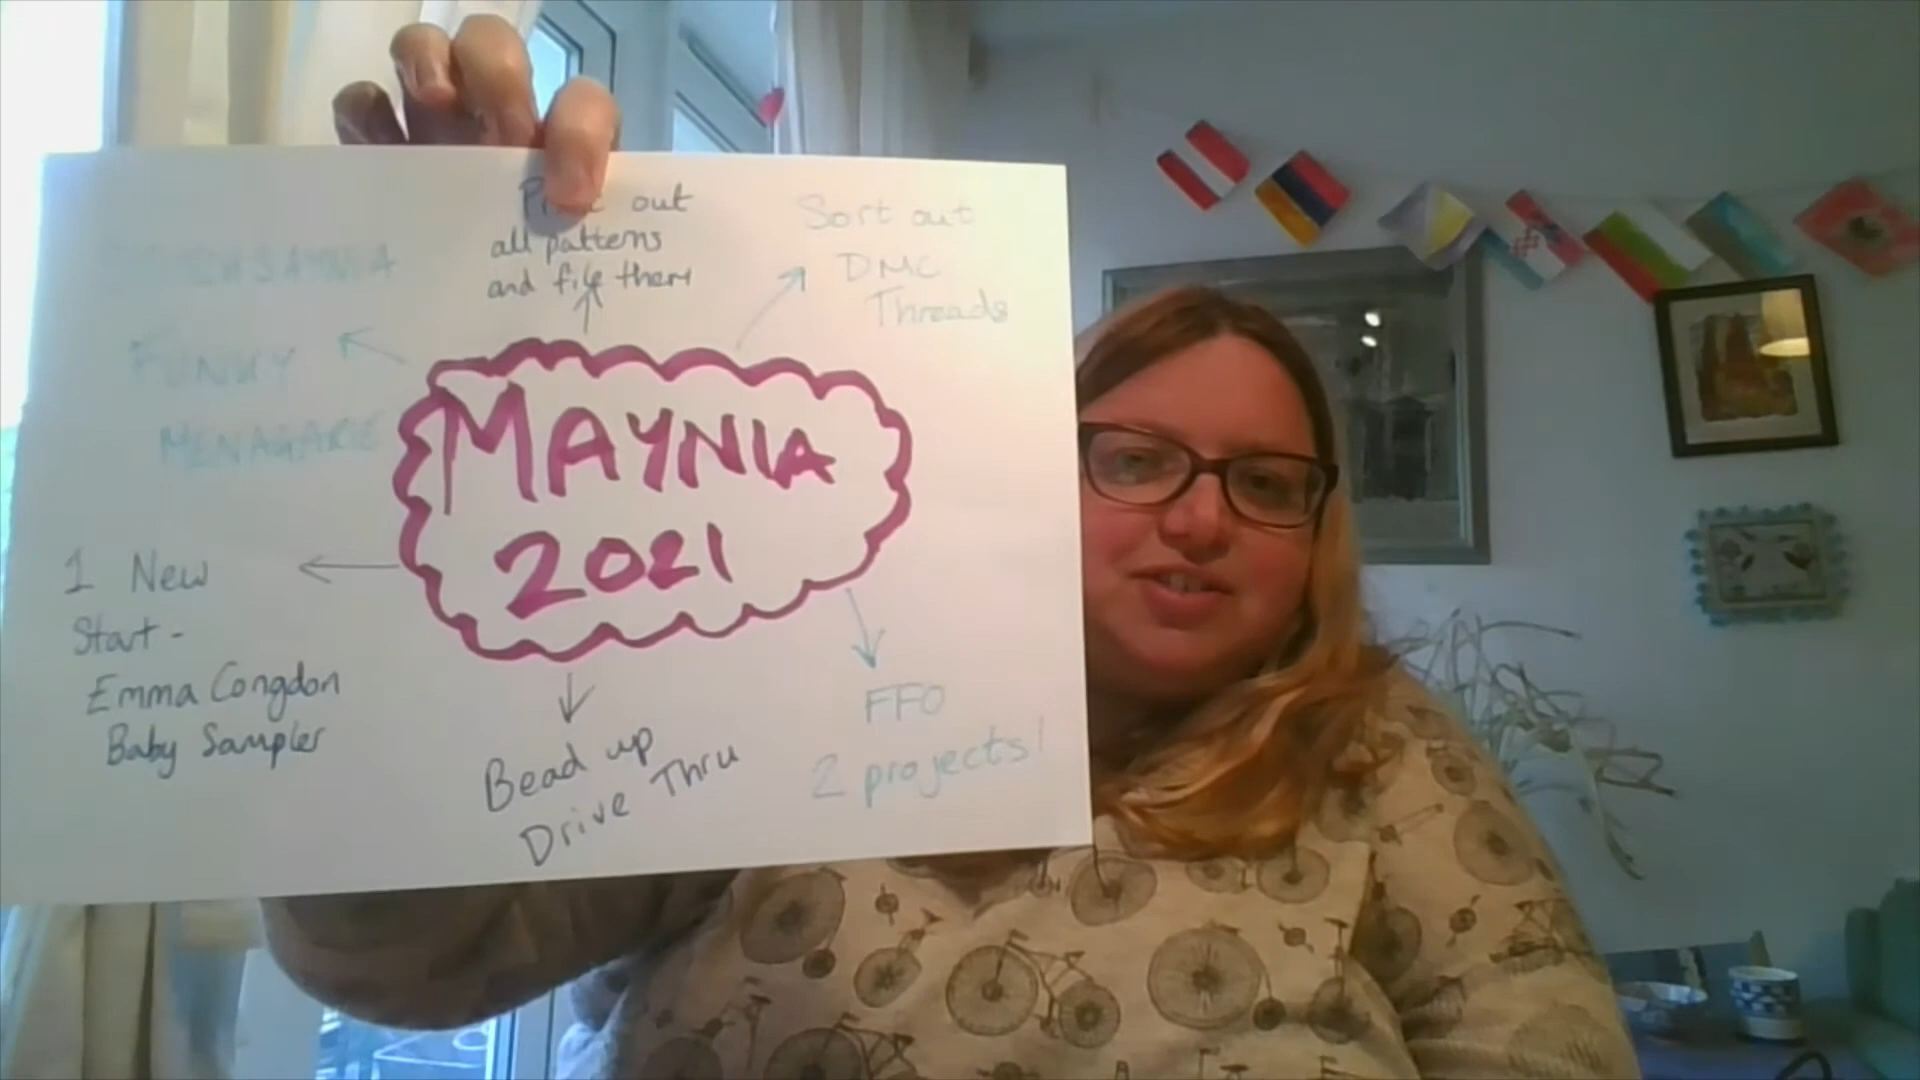 out
all patterns
and file them
Sort out
DMC
Threads
FUNKY
MENAGARIE
MAYNIA
2021
1 New
Start -
Emma Congdon
Baby Sampler
Bead up
Drive Thru
FFO
2 projects!